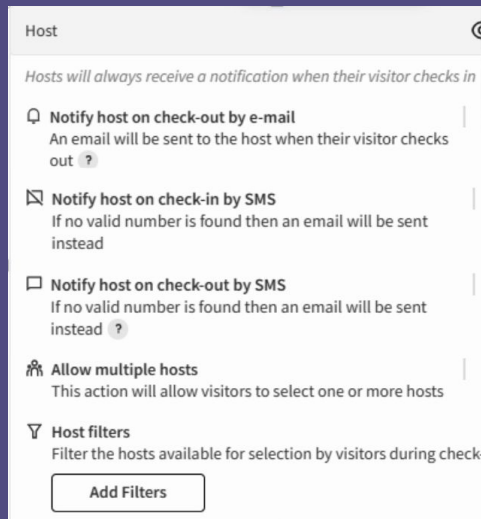 Host
Hosts will always receive a notification when their visitor checks in
Notify host on check-out by e-mail
An email will be sent to the host when their visitor checks
out ?
Notify host on check-in by SMS
If no valid number is found then an email will be sent
instead
Notify host on check-out by SMS
If no valid number is found then an email will be sent
instead ?
Allow multiple hosts
This action will allow visitors to select one or more hosts
Host filters
Filter the hosts available for selection by visitors during check-
Add Filters